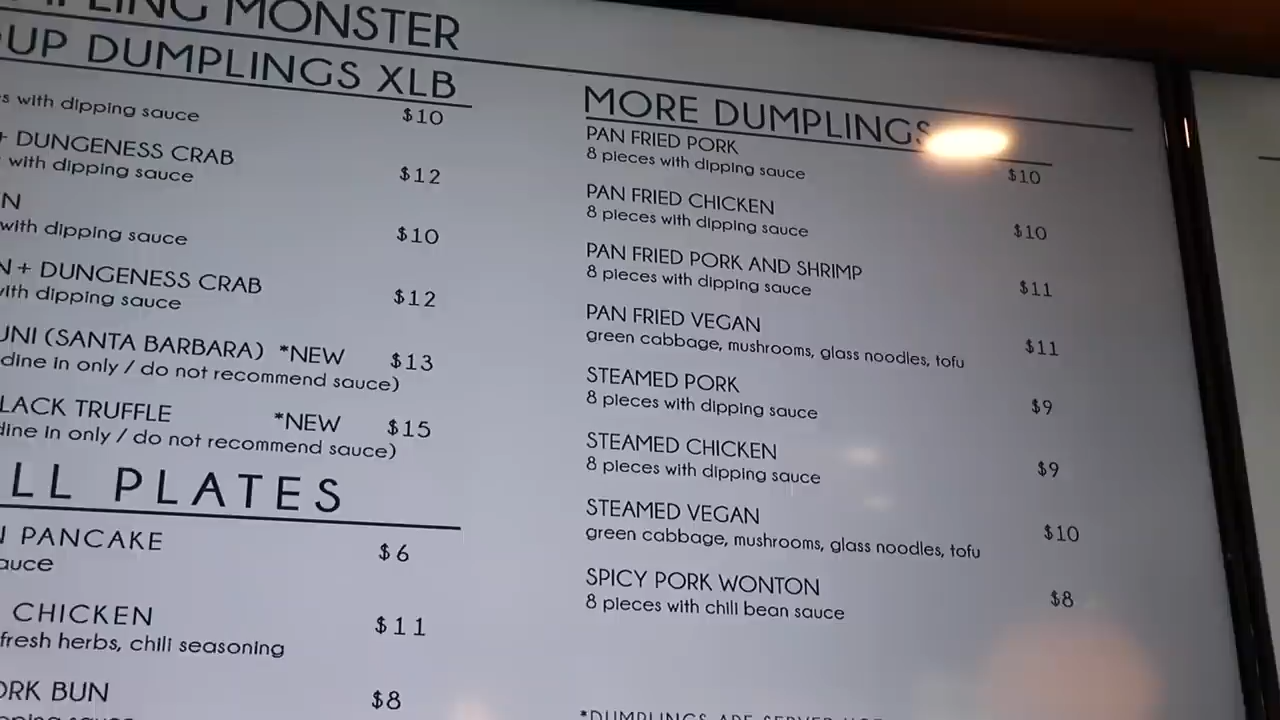 MONSTER
DUMPLINGS XLB
with dipping sauce $10
+ DUNGENESS CRAB
with dipping sauce $12
with dipping sauce $10
+ DUNGENESS CRAB
with dipping sauce $12
UNI (SANTA BARBARA) *NEW $13
dine in only / do not recommend sauce)
TRUFFLE *NEW $15
dine in only / do not recommend sauce)
PLATES
PANCAKE $6
CHICKEN $11
fresh herbs, chili seasoning
BUN $8
MORE DUMPLINGS
PAN FRIED PORK
8 pieces with dipping sauce $10
PAN FRIED CHICKEN
8 pieces with dipping sauce $10
PAN FRIED PORK AND SHRIMP
8 pieces with dipping sauce $11
PAN FRIED VEGAN
green cabbage, mushrooms, glass noodles, tofu $11
STEAMED PORK
8 pieces with dipping sauce $9
STEAMED CHICKEN
8 pieces with dipping sauce $9
STEAMED VEGAN
green cabbage, mushrooms, glass noodles, tofu $10
SPICY PORK WONTON
8 pieces with chili bean sauce $8
*DUMPLINGS ARE SERVED